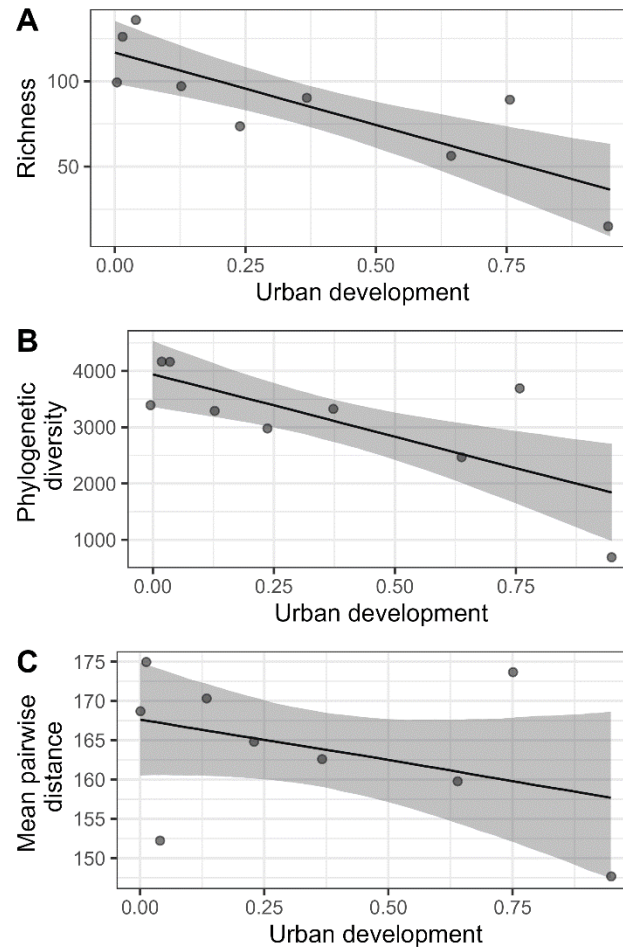 A
Richness
100
50
0.00 0.25 0.50 0.75
Urban development
B
Phylogenetic
diversity
4000
3000
2000
1000
0.00 0.25 0.50 0.75
Urban development
C
Mean pairwise
distance
175
170
165
160
155
150
0.00 0.25 0.50 0.75
Urban development